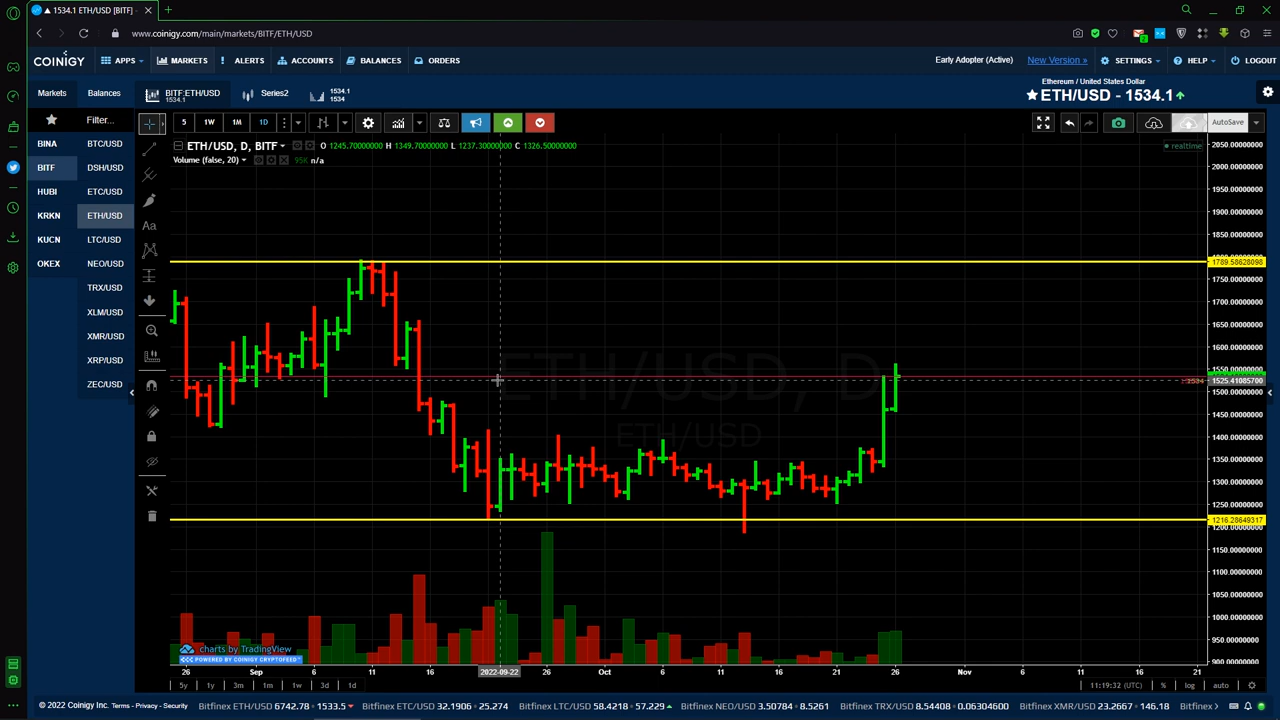 ▲ 1534.1 ETH/USD [BITF]
www.coinigy.com/main/markets/BITF/ETH/USD
COINIGY APPS MARKETS ALERTS ACCOUNTS BALANCES ORDERS Early Adopter (Active) New Version » SETTINGS HELP LOGOUT
Markets Balances BITF:ETH/USD 1534.1 Series2 1534.1 1534
Ethereum / United States Dollar
ETH/USD - 1534.1
Filter...
5 1W 1M 1D
AutoSave
BINA BTC/USD
BITF DSH/USD
HUBI ETC/USD
KRKN ETH/USD
KUCN LTC/USD
OKEX NEO/USD
TRX/USD
XLM/USD
XMR/USD
XRP/USD
ZEC/USD
Aa
ETH/USD, D, BITF O 1245.70000000 H 1349.70000000 L 1237.30000000 C 1326.50000000
realtime
Volume (false, 20) 95K n/a
ETH/USD, D
ETH/USD
2050.00000000
2000.00000000
1950.00000000
1900.00000000
1850.00000000
1789.58628098
1750.00000000
1700.00000000
1650.00000000
1600.00000000
1550.00000000
1534
1525.41085700
1500.00000000
1450.00000000
1400.00000000
1350.00000000
1300.00000000
1250.00000000
1216.28649317
1200.00000000
1150.00000000
1100.00000000
1050.00000000
1000.00000000
950.00000000
900.00000000
charts by TradingView
POWERED BY COINIGY CRYPTOFEED™
26 Sep 6 11 16 2022-09-22 26 Oct 6 11 16 21 26 Nov 6 11 16 21
5y 1y 3m 1m 1w 3d 1d 11:19:32 (UTC) % log auto
© 2022 Coinigy Inc. Terms - Privacy - Security Bitfinex ETH/USD 6742.78 • 1533.5 Bitfinex ETC/USD 32.1906 • 25.274 Bitfinex LTC/USD 58.4218 • 57.229 Bitfinex NEO/USD 3.50784 • 8.5261 Bitfinex TRX/USD 8.54408 • 0.06304600 Bitfinex XMR/USD 23.2667 • 146.18 Bitfinex